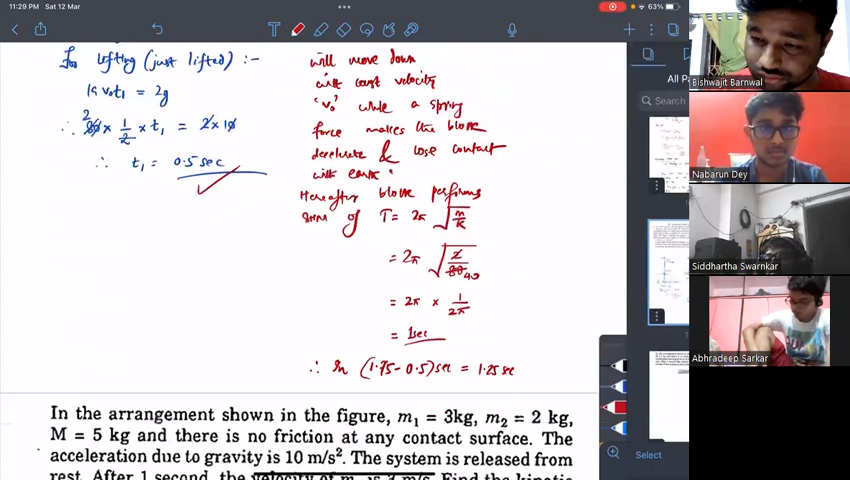 11:29 PM Sat 12 Mar
63%
For lifting (just lifted) :-
k v₀t₁ = 2g
∴ 80 × 1/2 × t₁ = 2 × 10
2
∴ t₁ = 0.5 sec
will move down
with const velocity
'v₀' while a spring
force makes the block
decelerate & lose contact
with earth
Hereafter block performs
SHM of T = 2π √(m/k)
= 2π √(2/80)
40
= 2π × 1/2π
= 1sec
∴ In (1.75 - 0.5) sec = 1.25 sec
In the arrangement shown in the figure, m₁ = 3kg, m₂ = 2 kg,
M = 5 kg and there is no friction at any contact surface. The
acceleration due to gravity is 10 m/s². The system is released from
rest. After 1 second, the velocity of m₁ is 3 m/s. Find the kinetic
All P
Search
Select
Bishwajit Barnwal
Nabarun Dey
Siddhartha Swarnkar
Abhradeep Sarkar